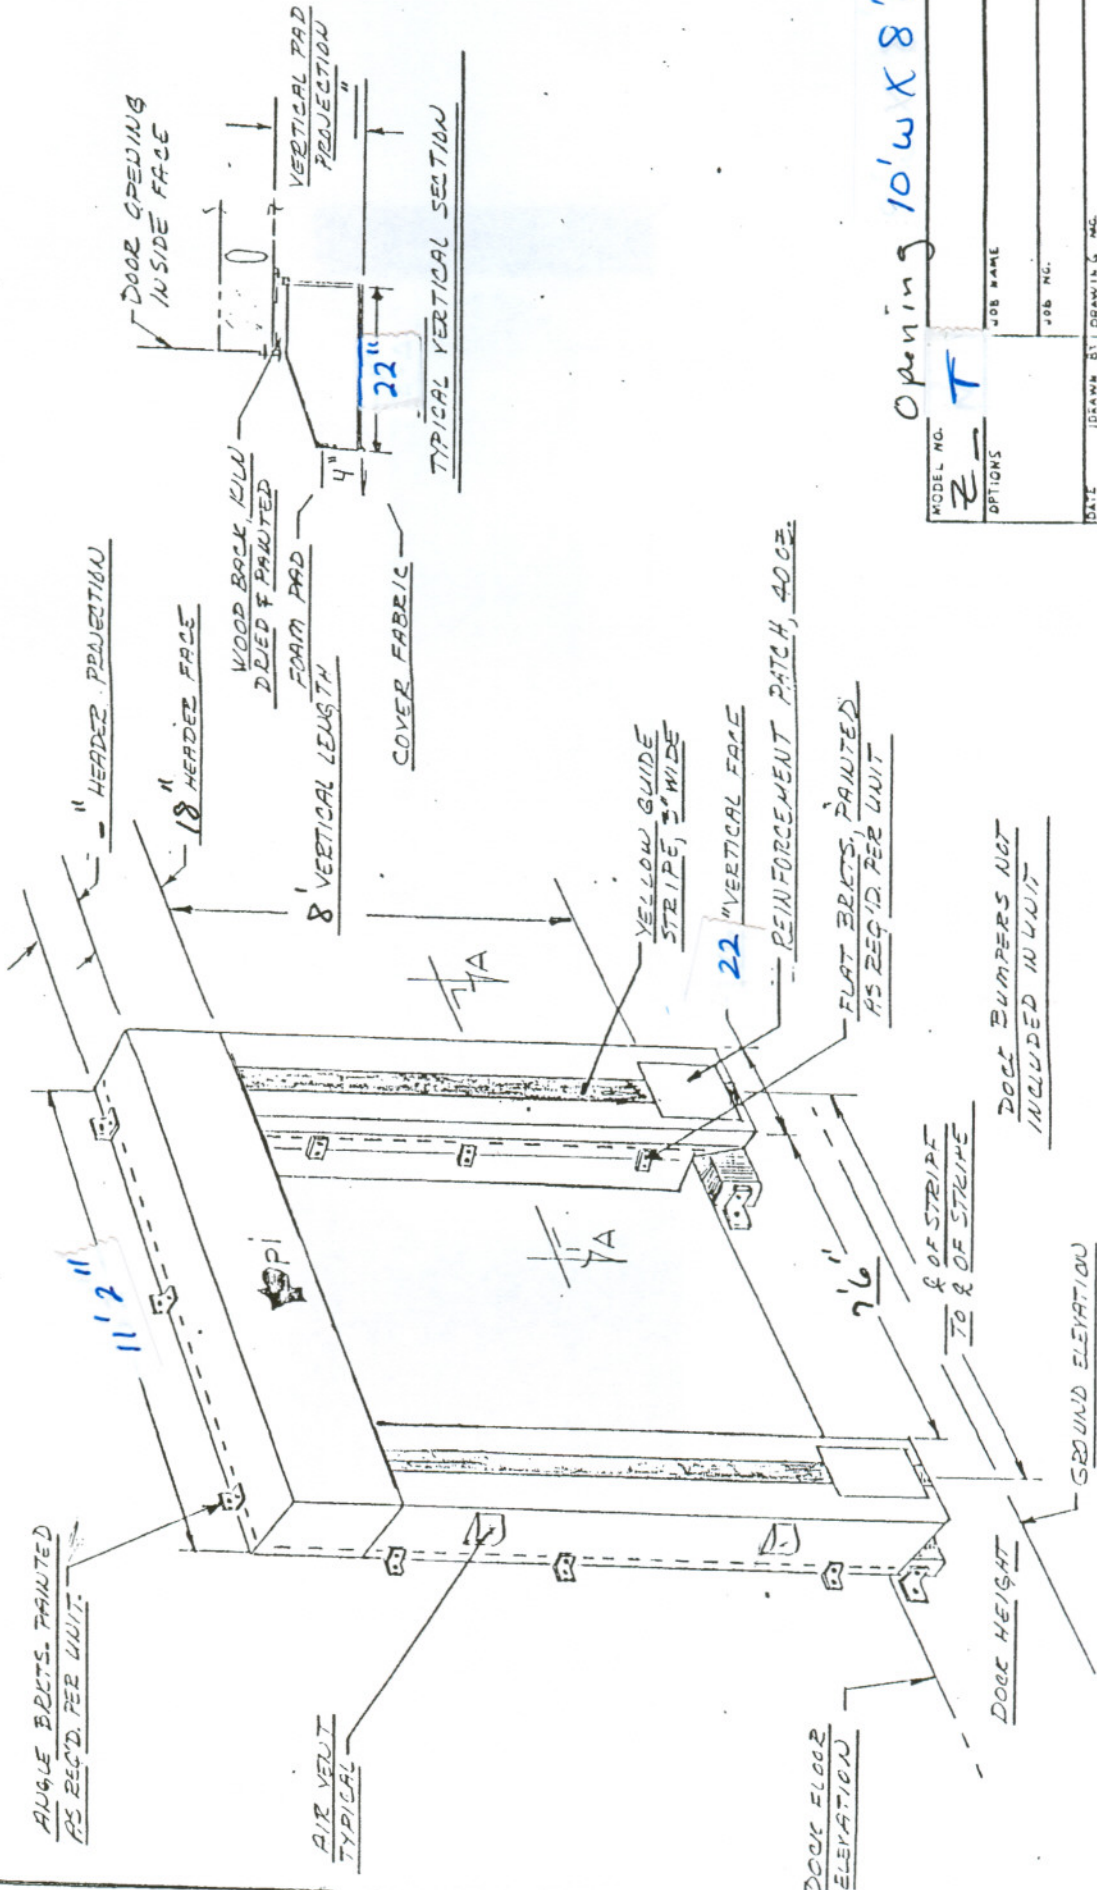 ANGLE BRKTS. PAINTED
AS REQ'D. PER UNIT.
11' 2"
-" HEADER PROJECTION
18" HEADER FACE
8' VERTICAL LENGTH
AIR VENT
TYPICAL
pi
A
A
YELLOW GUIDE
STRIPE, 3" WIDE
22 "VERTICAL FACE
REINFORCEMENT PATCH, 40 OZ.
FLAT BRKTS., PAINTED
AS REQ'D. PER UNIT
7'6"
℄ OF STRIPE
TO ℄ OF STRIPE
DOCK BUMPERS NOT
INCLUDED IN UNIT
DOCK FLOOR
ELEVATION
DOCK HEIGHT
GROUND ELEVATION
DOOR OPENING
INSIDE FACE
WOOD BACK, KILN
DRIED & PAINTED
FOAM PAD
COVER FABRIC
4"
22"
VERTICAL PAD
PROJECTION
"
TYPICAL VERTICAL SECTION
Opening 10'W X 8'
MODEL NO.
Z - T
OPTIONS
JOB NAME
JOB NO.
DATE
DRAWN BY
DRAWING NO.